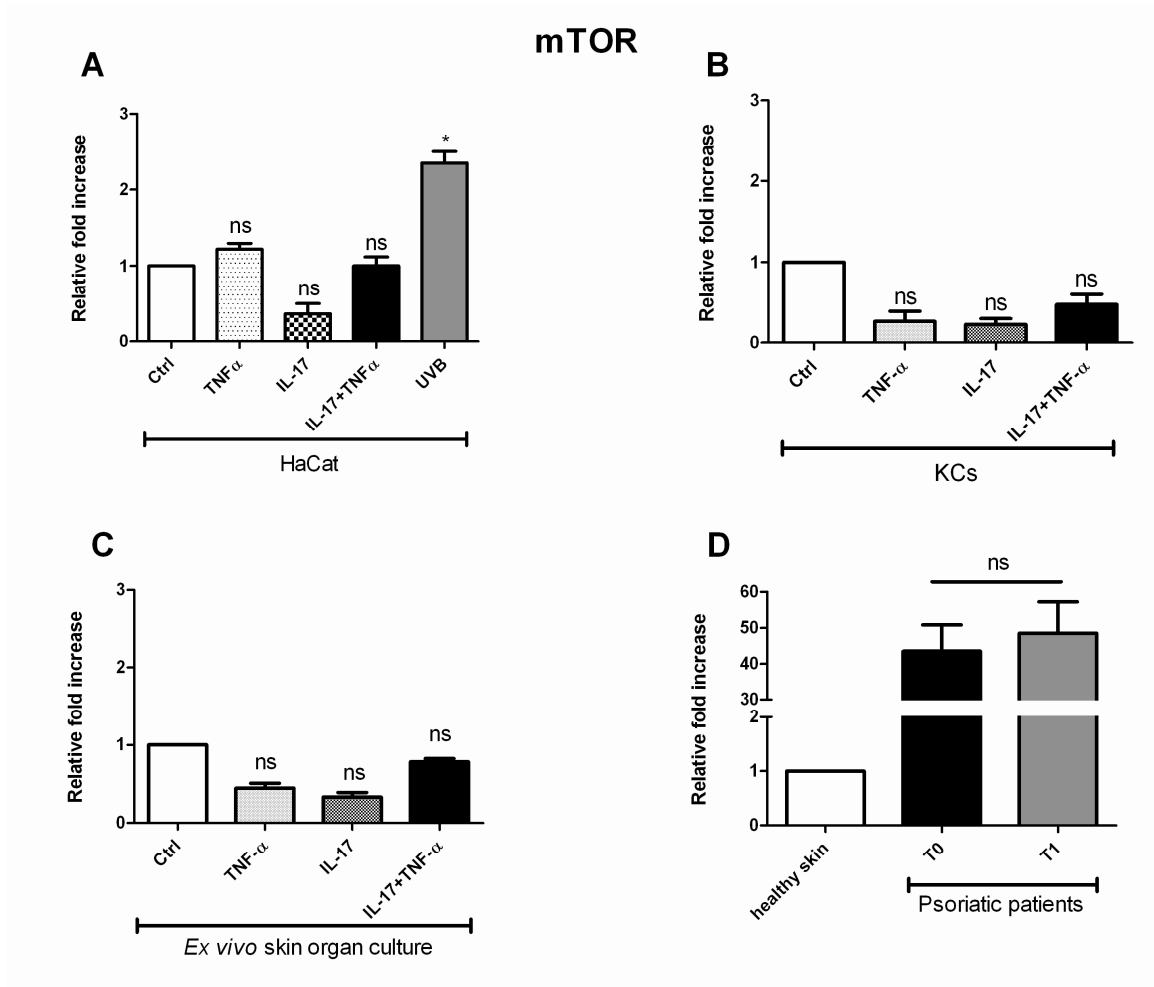 mTOR
A
Relative fold increase
3
2
1
0
ns
ns
ns
*
Ctrl
TNFα
IL-17
IL-17+TNFα
UVB
HaCat
B
Relative fold increase
3
2
1
0
ns
ns
ns
Ctrl
TNF-α
IL-17
IL-17+TNF-α
KCs
C
Relative fold increase
3
2
1
0
ns
ns
ns
Ctrl
TNF-α
IL-17
IL-17+TNF-α
Ex vivo skin organ culture
D
Relative fold increase
60
50
40
30
2
1
0
ns
healthy skin
T0
T1
Psoriatic patients